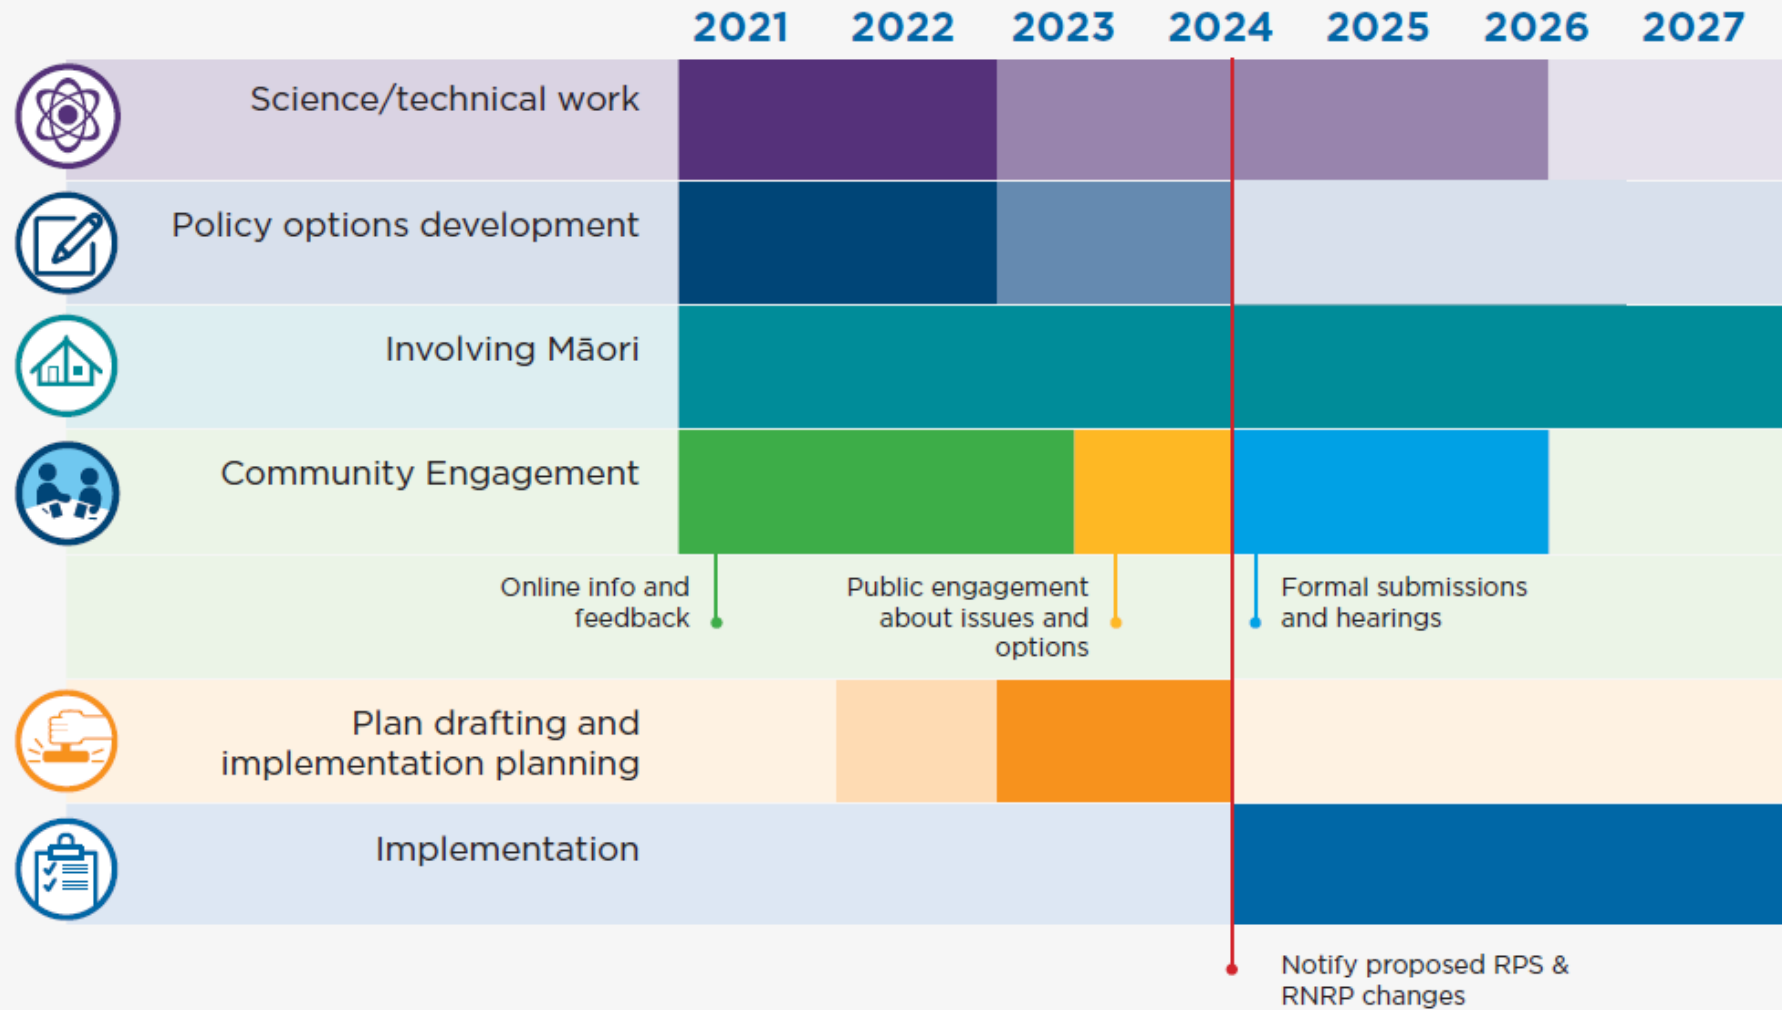 2021 2022 2023 2024 2025 2026 2027
Science/technical work
Policy options development
Involving Māori
Community Engagement
Online info and
feedback
Public engagement
about issues and
options
Formal submissions
and hearings
Plan drafting and
implementation planning
Implementation
Notify proposed RPS &
RNRP changes